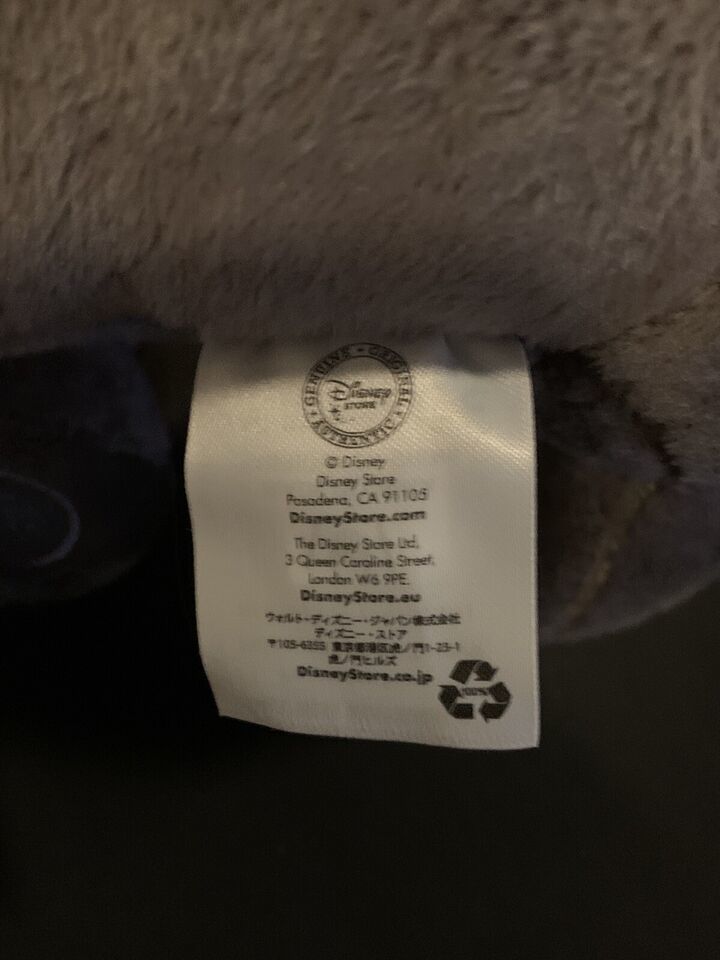 GENUINE • ORIGINAL • AUTHENTIC •
Disney
STORE
© Disney
Disney Store
Pasadena, CA 91105
DisneyStore.com
The Disney Store Ltd,
3 Queen Caroline Street,
London W6 9PE.
DisneyStore.eu
ウォルト・ディズニー・ジャパン株式会社
ディズニー・ストア
〒105-6355 東京都港区虎ノ門1-23-1
虎ノ門ヒルズ
DisneyStore.co.jp
100%